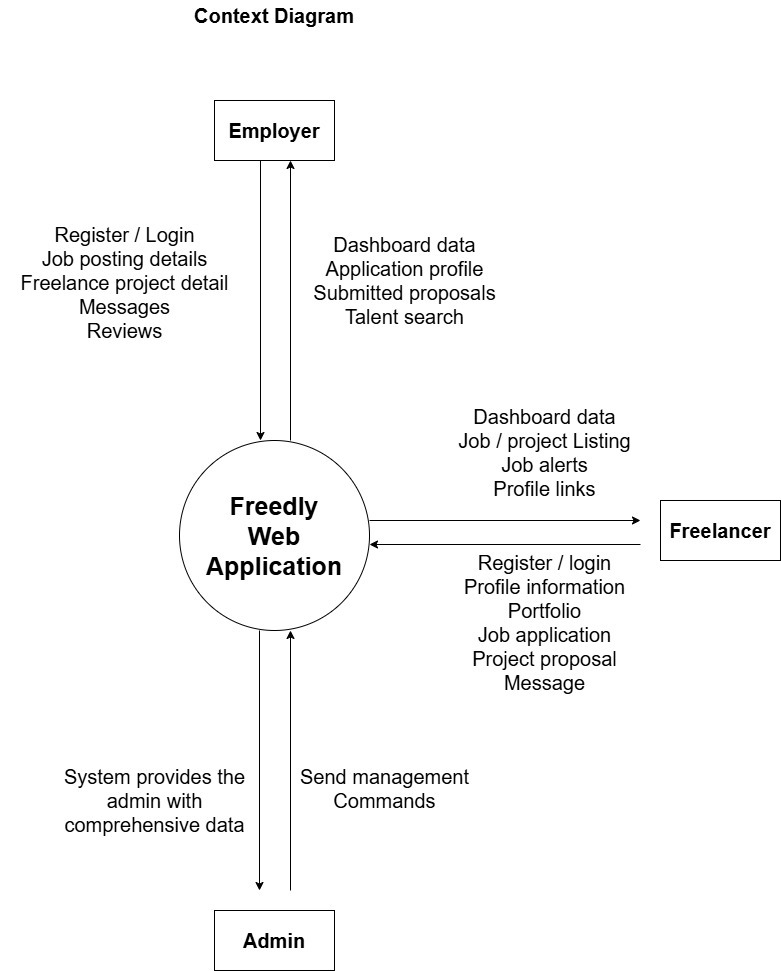 Context Diagram
Employer
Register / Login
Job posting details
Freelance project detail
Messages
Reviews
Dashboard data
Application profile
Submitted proposals
Talent search
Dashboard data
Job / project Listing
Job alerts
Profile links
Freedly
Web
Application
Freelancer
Register / login
Profile information
Portfolio
Job application
Project proposal
Message
System provides the
admin with
comprehensive data
Send management
Commands
Admin